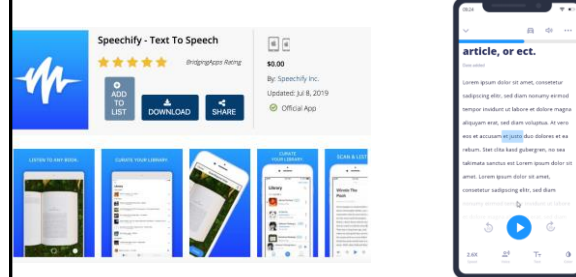 Speechify - Text To Speech
BridgingApps Rating
ADD
TO
LIST
DOWNLOAD
SHARE
$0.00
By: Speechify Inc.
Updated: Jul 8, 2019
Official App
LISTEN TO ANY BOOK
CURATE YOUR LIBRARY
CURATE
YOUR LIBRARY
Library
SCAN & LIST
Winnie The
Pooh
article, or ect.
Lorem ipsum dolor sit amet, consetetur
sadipscing elitr, sed diam nonumy eirmod
tempor invidunt ut labore et dolore magna
aliquyam erat, sed diam voluptua. At vero
eos et accusam et justo duo dolores et ea
rebum. Stet clita kasd gubergren, no sea
takimata sanctus est Lorem ipsum dolor sit
amet. Lorem ipsum dolor sit amet,
consetetur sadipscing elitr, sed diam
2.4X